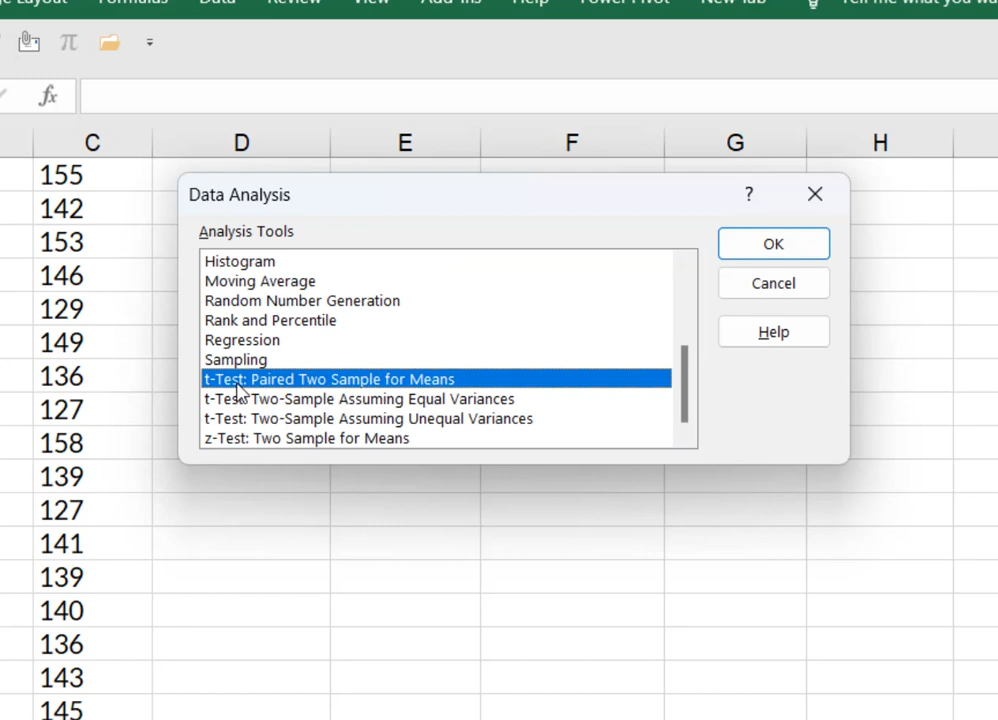 ge Layout Formulas Data Review View Add-ins Help Power Pivot New Tab Tell me what you wan
π
fx
C D E F G H
155
142
153
146
129
149
136
127
158
139
127
141
139
140
136
143
145
Data Analysis ?
Analysis Tools
Histogram
Moving Average
Random Number Generation
Rank and Percentile
Regression
Sampling
t-Test: Paired Two Sample for Means
t-Test: Two-Sample Assuming Equal Variances
t-Test: Two-Sample Assuming Unequal Variances
z-Test: Two Sample for Means
OK
Cancel
Help